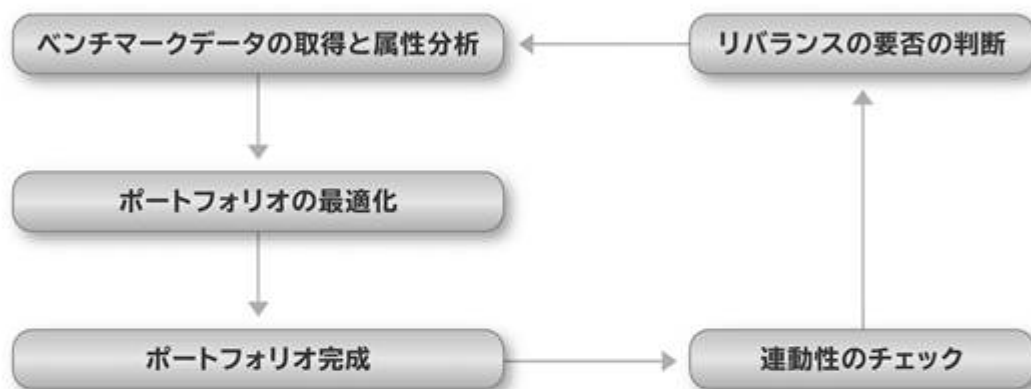 ベンチマークデータの取得と属性分析
リバランスの要否の判断
ポートフォリオの最適化
ポートフォリオ完成
連動性のチェック